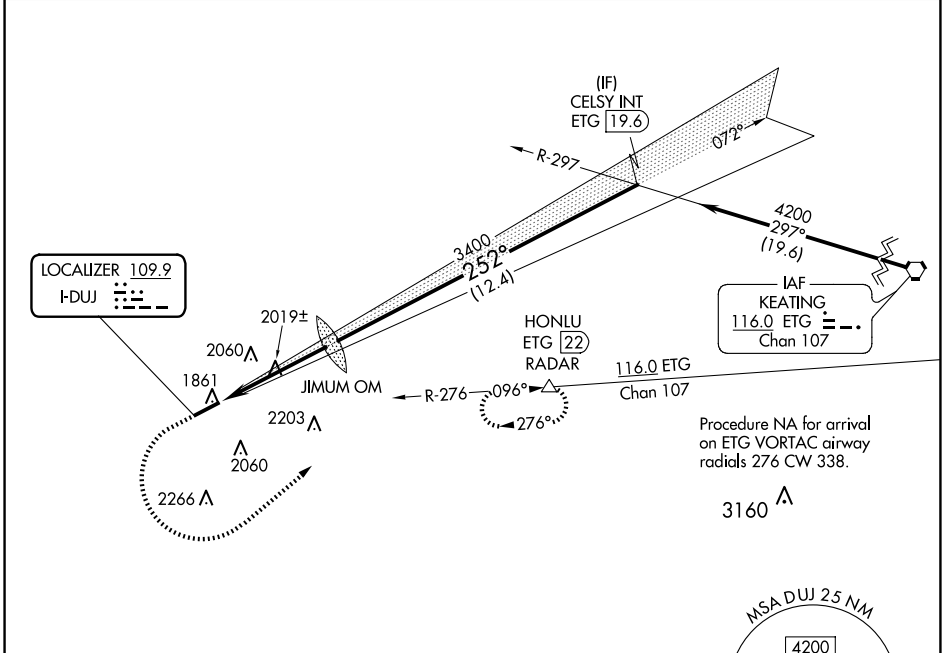 (IF)
CELSY INT
ETG 19.6
R-297
072°
4200
297°
(19.6)
3400
252°
(12.4)
LOCALIZER 109.9
I-DUJ
IAF
KEATING
116.0 ETG
Chan 107
2019±
2060
1861
JIMUM OM
HONLU
ETG 22
RADAR
116.0 ETG
Chan 107
R-276
096°
276°
2203
2060
2266
Procedure NA for arrival
on ETG VORTAC airway
radials 276 CW 338.
3160
MSA DUJ 25 NM
4200